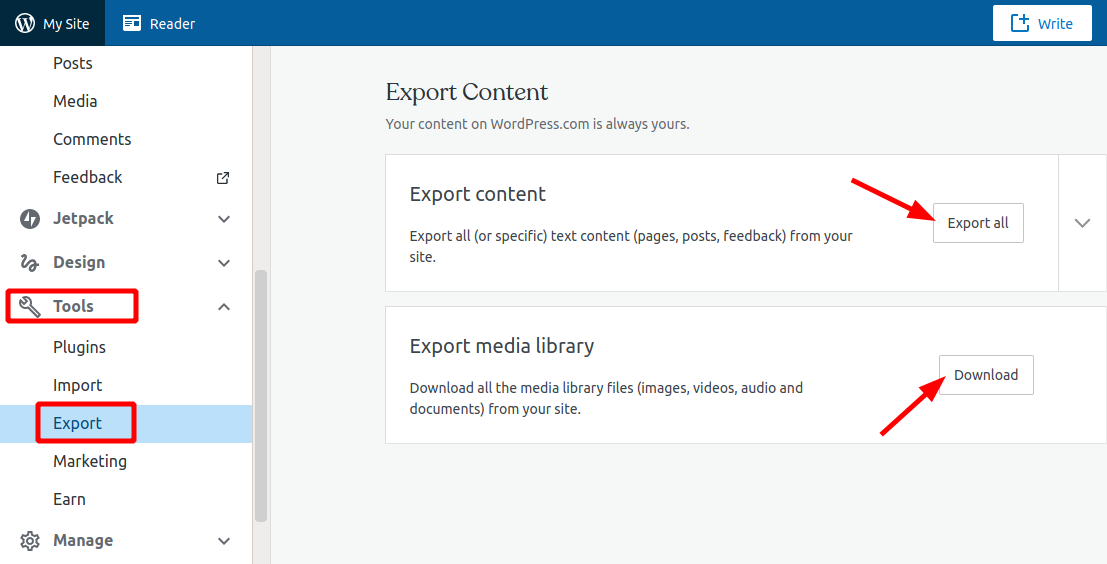 My Site
Reader
Write
Posts
Media
Comments
Feedback
Jetpack
Design
Tools
Plugins
Import
Export
Marketing
Earn
Manage
Export Content
Your content on WordPress.com is always yours.
Export content
Export all (or specific) text content (pages, posts, feedback) from your
site.
Export all
Export media library
Download all the media library files (images, videos, audio and
documents) from your site.
Download